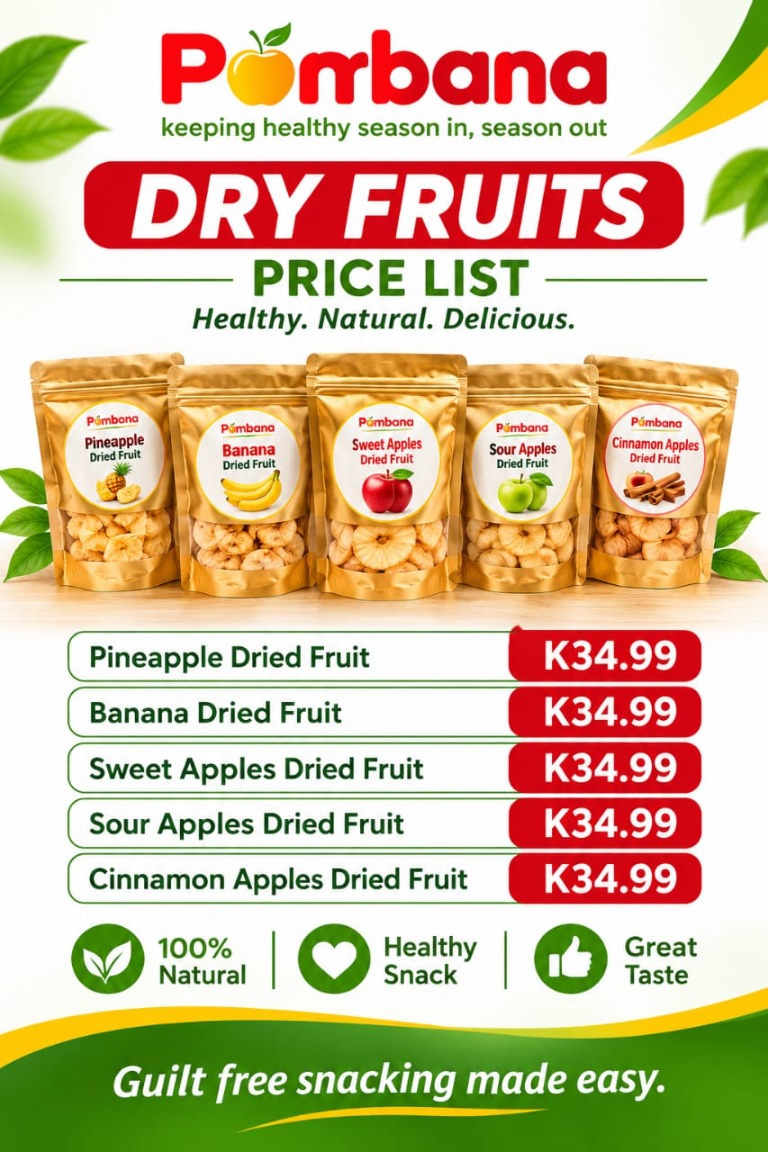 Pombana
keeping healthy season in, season out
DRY FRUITS
PRICE LIST
Healthy. Natural. Delicious.
Pombana
Pineapple
Dried Fruit
Pombana
Banana
Dried Fruit
Pombana
Sweet Apples
Dried Fruit
Pombana
Sour Apples
Dried Fruit
Pombana
Cinnamon Apples
Dried Fruit
Pineapple Dried Fruit K34.99
Banana Dried Fruit K34.99
Sweet Apples Dried Fruit K34.99
Sour Apples Dried Fruit K34.99
Cinnamon Apples Dried Fruit K34.99
100%
Natural
Healthy
Snack
Great
Taste
Guilt free snacking made easy.